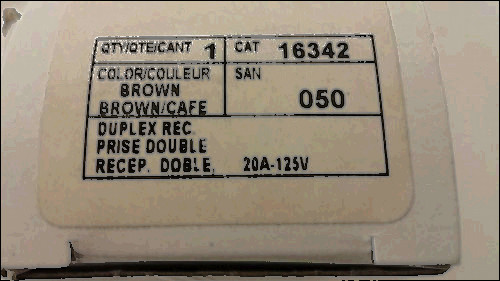 QTY/QTE/CANT 1 CAT 16342
COLOR/COULEUR SAN
BROWN
BROWN/CAFE 050
DUPLEX REC.
PRISE DOUBLE
RECEP. DOBLE. 20A-125V